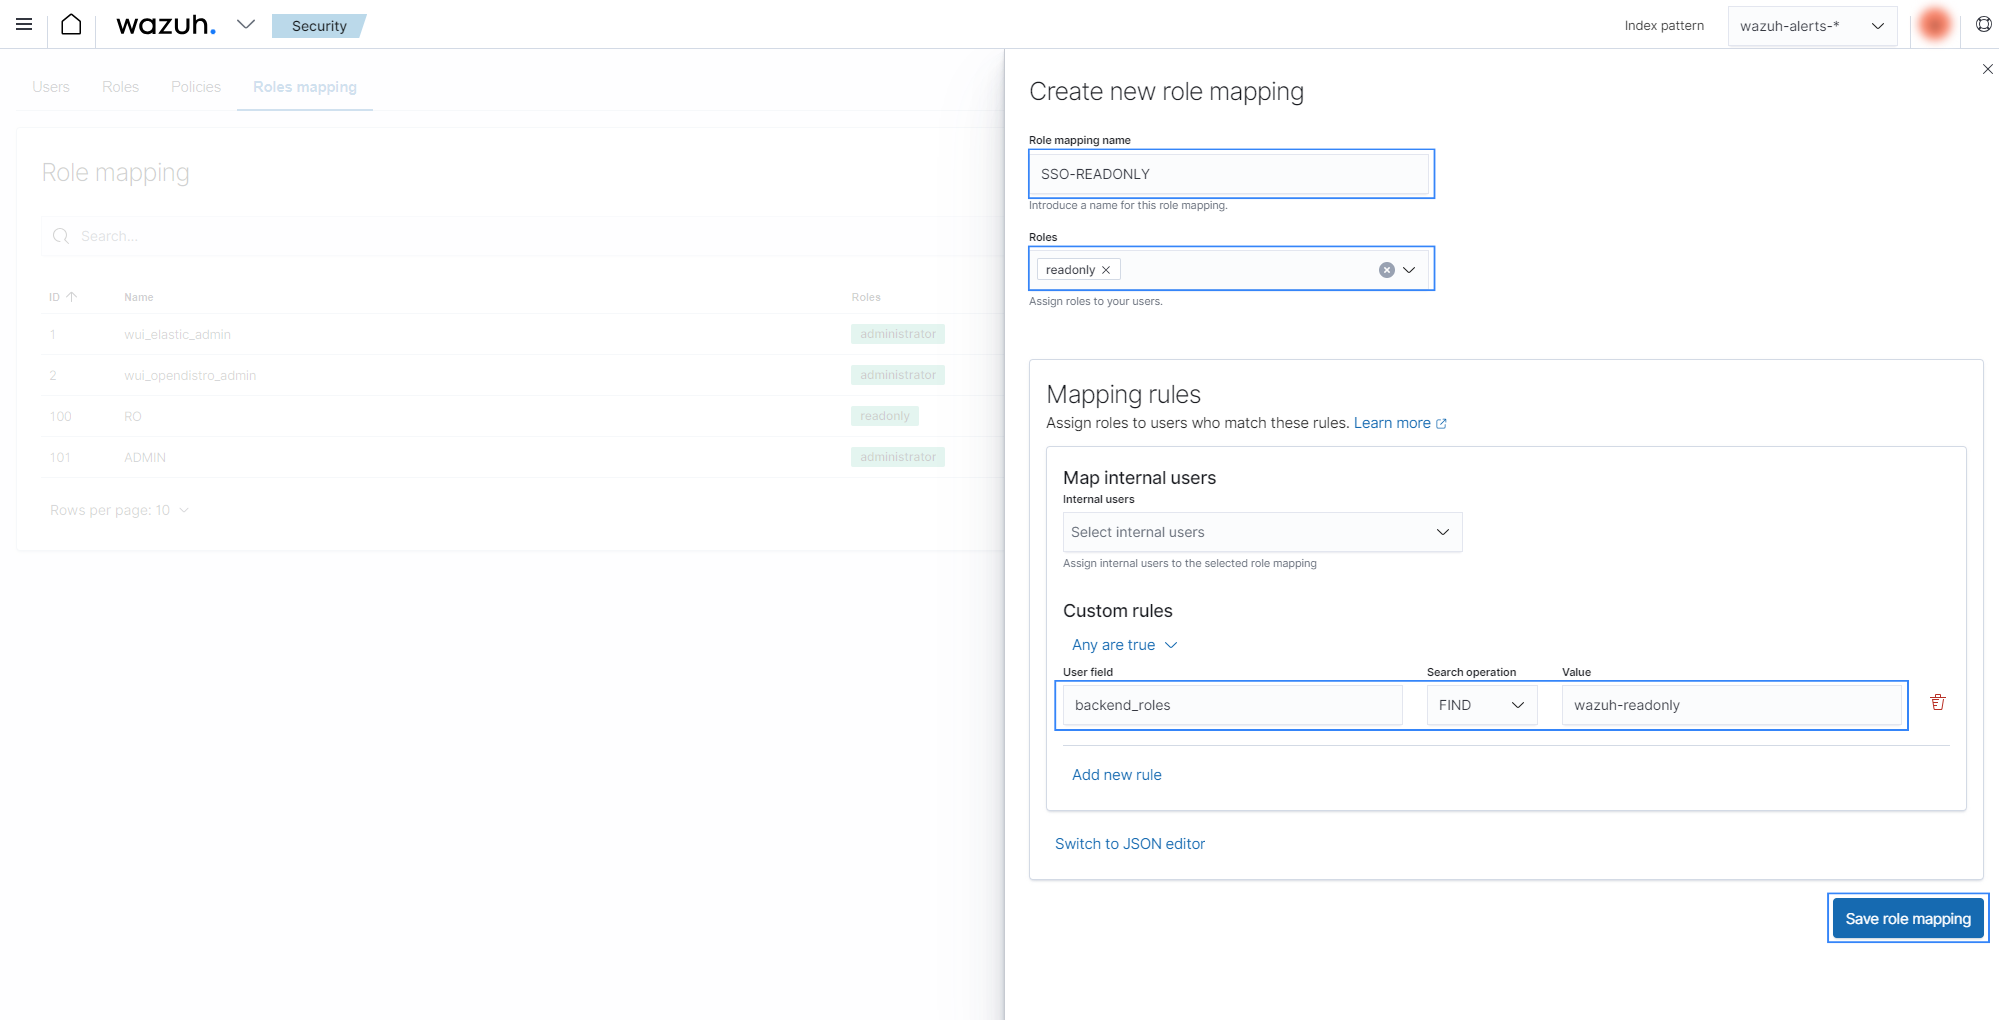 wazuh.
Security
Index pattern
wazuh-alerts-*
Users
Roles
Policies
Roles mapping
Role mapping
Search...
ID
Name
Roles
1
wui_elastic_admin
administrator
2
wui_opendistro_admin
administrator
100
RO
readonly
101
ADMIN
administrator
Rows per page: 10
Create new role mapping
Role mapping name
SSO-READONLY
Introduce a name for this role mapping.
Roles
readonly
Assign roles to your users.
Mapping rules
Assign roles to users who match these rules. Learn more
Map internal users
Internal users
Select internal users
Assign internal users to the selected role mapping
Custom rules
Any are true
User field
Search operation
Value
backend_roles
FIND
wazuh-readonly
Add new rule
Switch to JSON editor
Save role mapping